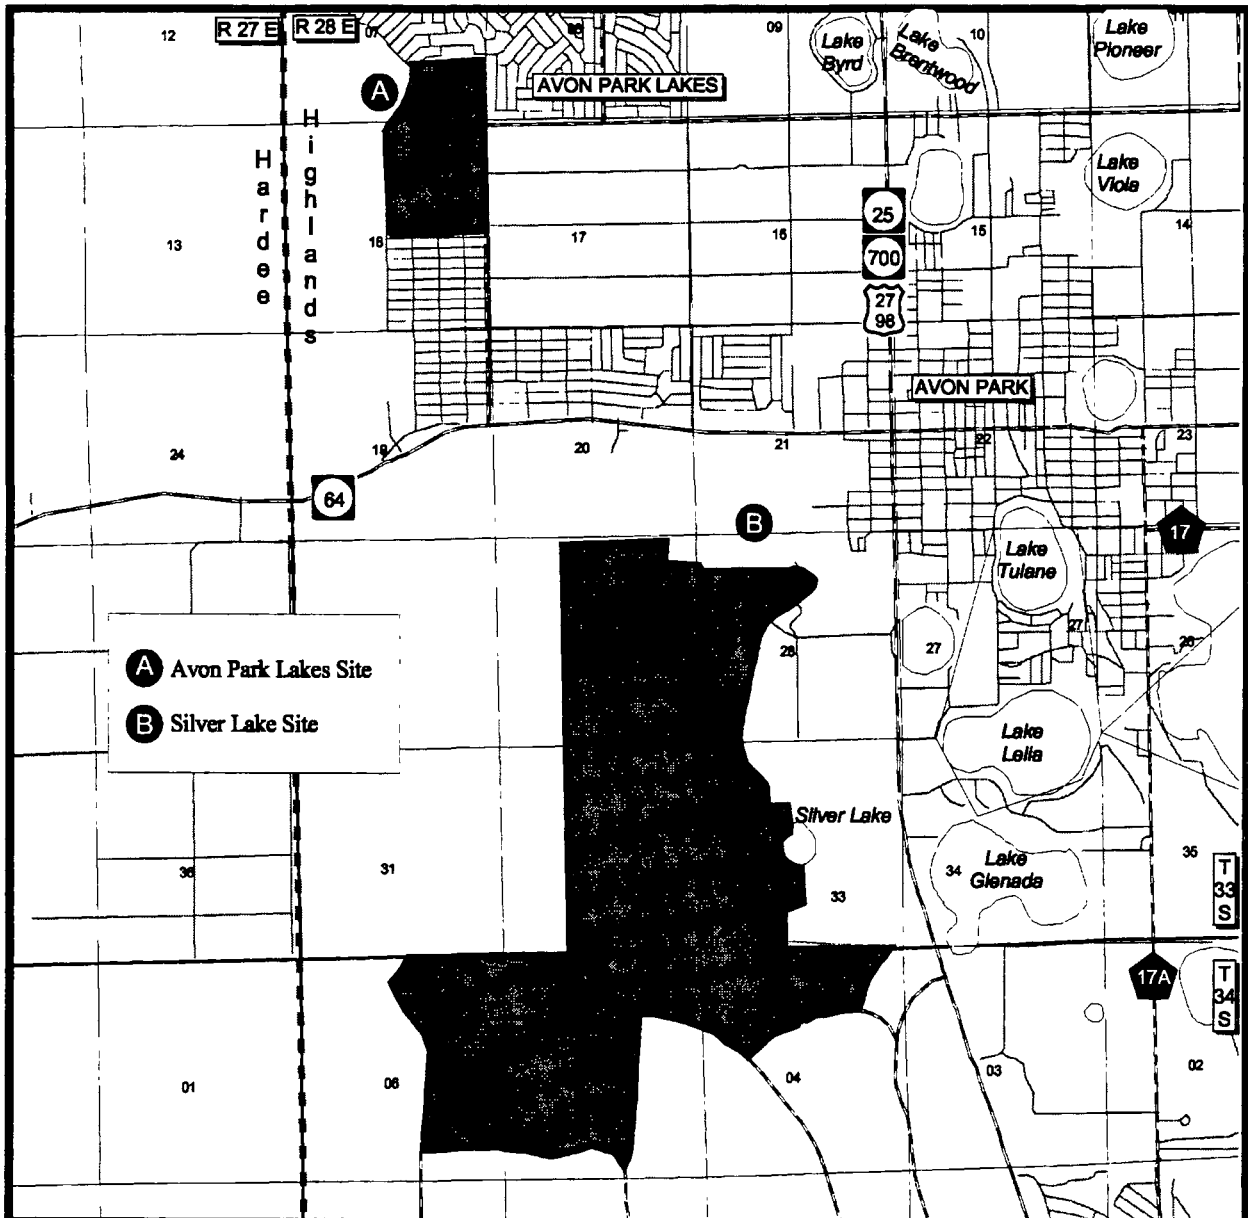 12
R 27 E
R 28 E
07
08
09
10
Lake
Byrd
Lake
Brentwood
Lake
Pioneer
A
AVON PARK LAKES
Hardee
Highlands
Lake
Viola
25
13
18
17
16
15
14
700
27
98
AVON PARK
24
19
20
21
22
23
64
B
17
Lake
Tulane
A Avon Park Lakes Site
B Silver Lake Site
28
27
27
26
Lake
Lelia
Silver Lake
36
31
33
34
Lake
Glenada
35
T
33
S
T
34
S
17A
01
06
04
03
02